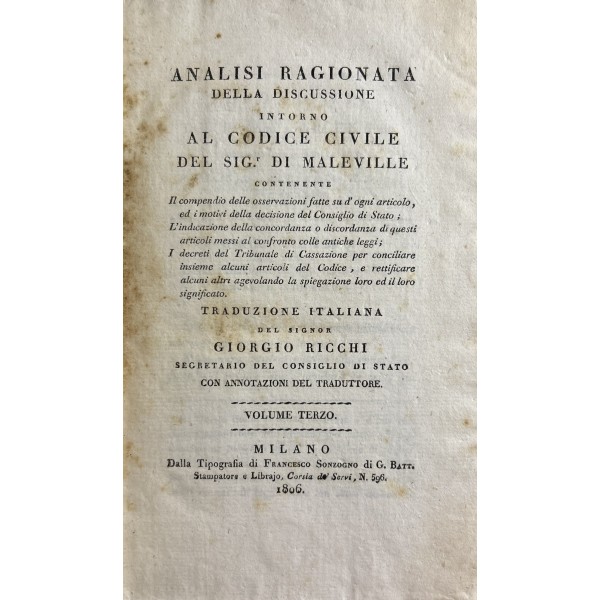 ANALISI RAGIONATA
DELLA DISCUSSIONE
INTORNO
AL CODICE CIVILE
DEL SIG.r DI MALEVILLE
CONTENENTE
Il compendio delle osservazioni fatte su d' ogni articolo,
ed i motivi della decisione del Consiglio di Stato;
L'indicazione della concordanza o discordanza di questi
articoli messi al confronto colle antiche leggi;
I decreti del Tribunale di Cassazione per conciliare
insieme alcuni articoli del Codice, e rettificare
alcuni altri agevolando la spiegazione loro ed il loro
significato.
TRADUZIONE ITALIANA
DEL SIGNOR
GIORGIO RICCHI
SEGRETARIO DEL CONSIGLIO DI STATO
CON ANNOTAZIONI DEL TRADUTTORE.
VOLUME TERZO.
MILANO
Dalla Tipografia di FRANCESCO SONZOGNO di G. BATT.
Stampatore e Librajo, Corsia de' Servi, N. 596.
1806.